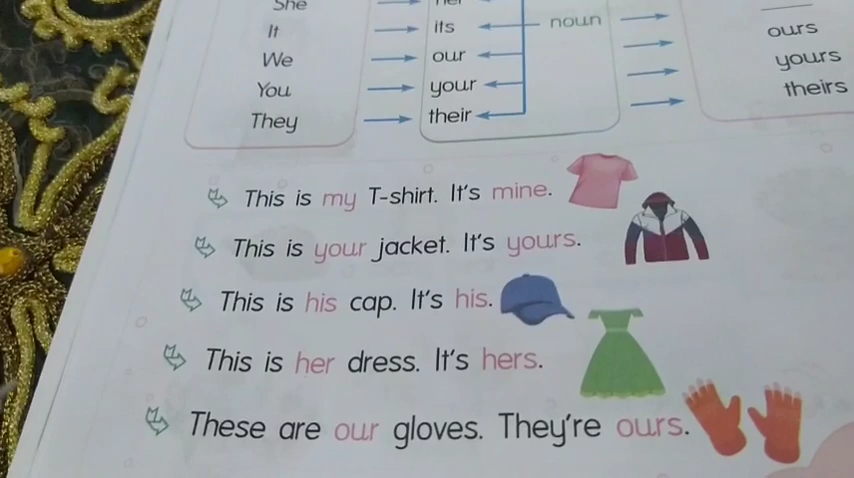 She
It its noun ours
We our yours
You your theirs
They their
This is my T-shirt. It's mine.
This is your jacket. It's yours.
This is his cap. It's his.
This is her dress. It's hers.
These are our gloves. They're ours.